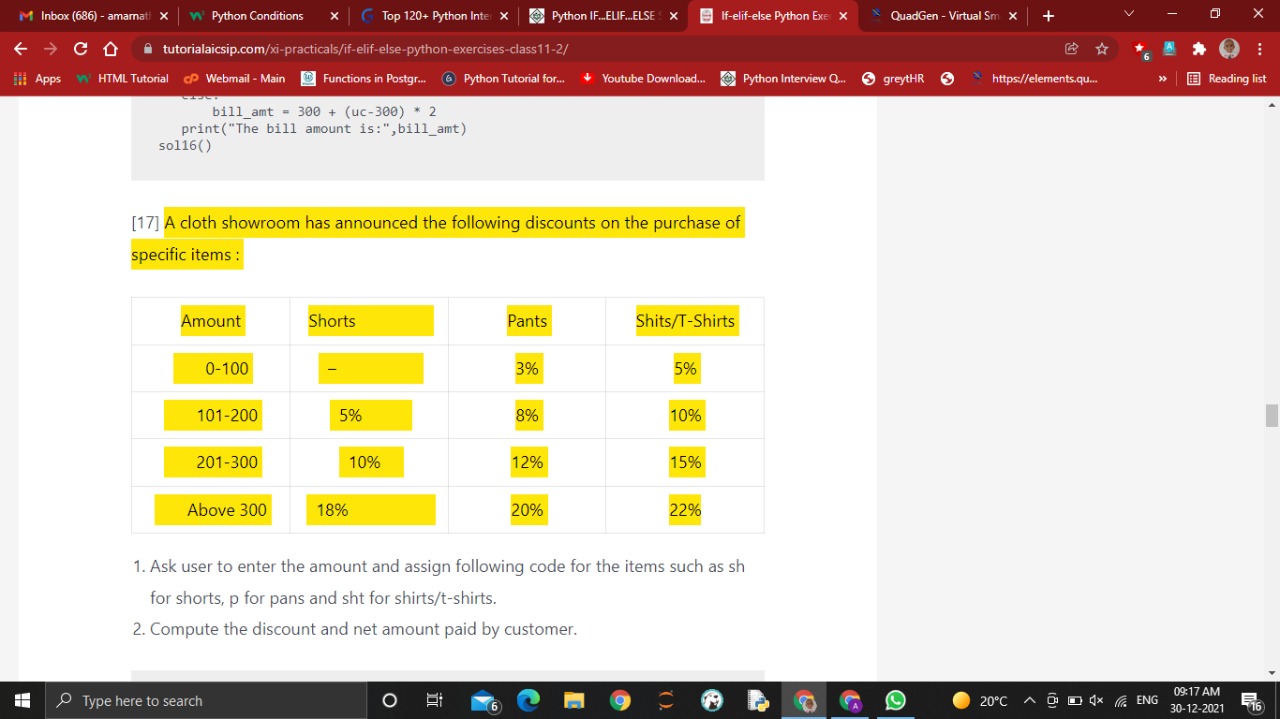 Inbox (686) - amarnati
Python Conditions
Top 120+ Python Inte
Python IF...ELIF...ELSE S
If-elif-else Python Exe
QuadGen - Virtual Sm
tutorialaicsip.com/xi-practicals/if-elif-else-python-exercises-class11-2/
6
Apps
HTML Tutorial
Webmail - Main
Functions in Postgr...
Python Tutorial for...
Youtube Download...
Python Interview Q...
greytHR
https://elements.qu...
»
Reading list
else:
bill_amt = 300 + (uc-300) * 2
print("The bill amount is:",bill_amt)
sol16()
[17] A cloth showroom has announced the following discounts on the purchase of
specific items :
Amount Shorts Pants Shits/T-Shirts
0-100 – 3% 5%
101-200 5% 8% 10%
201-300 10% 12% 15%
Above 300 18% 20% 22%
1. Ask user to enter the amount and assign following code for the items such as sh
for shorts, p for pans and sht for shirts/t-shirts.
2. Compute the discount and net amount paid by customer.
Type here to search
6
A
20°C
ENG
09:17 AM
30-12-2021
16